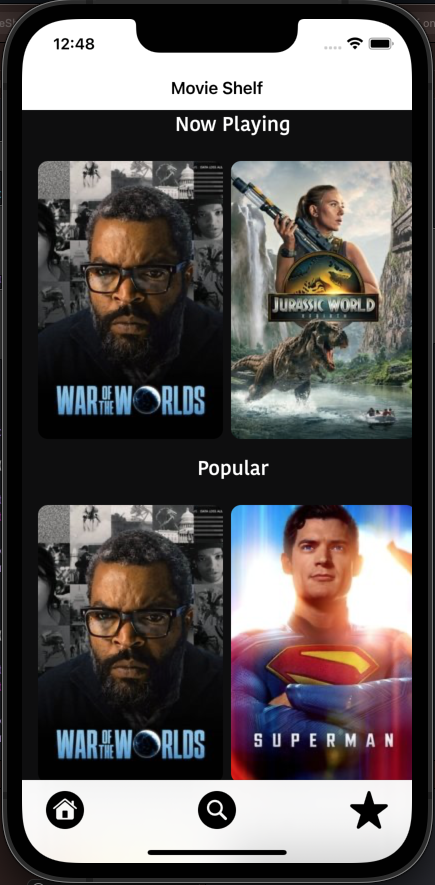 12:48
Movie Shelf
Now Playing
WAR OF THE WORLDS
JURASSIC WORLD
REBIRTH
Popular
WAR OF THE WORLDS
SUPERMAN